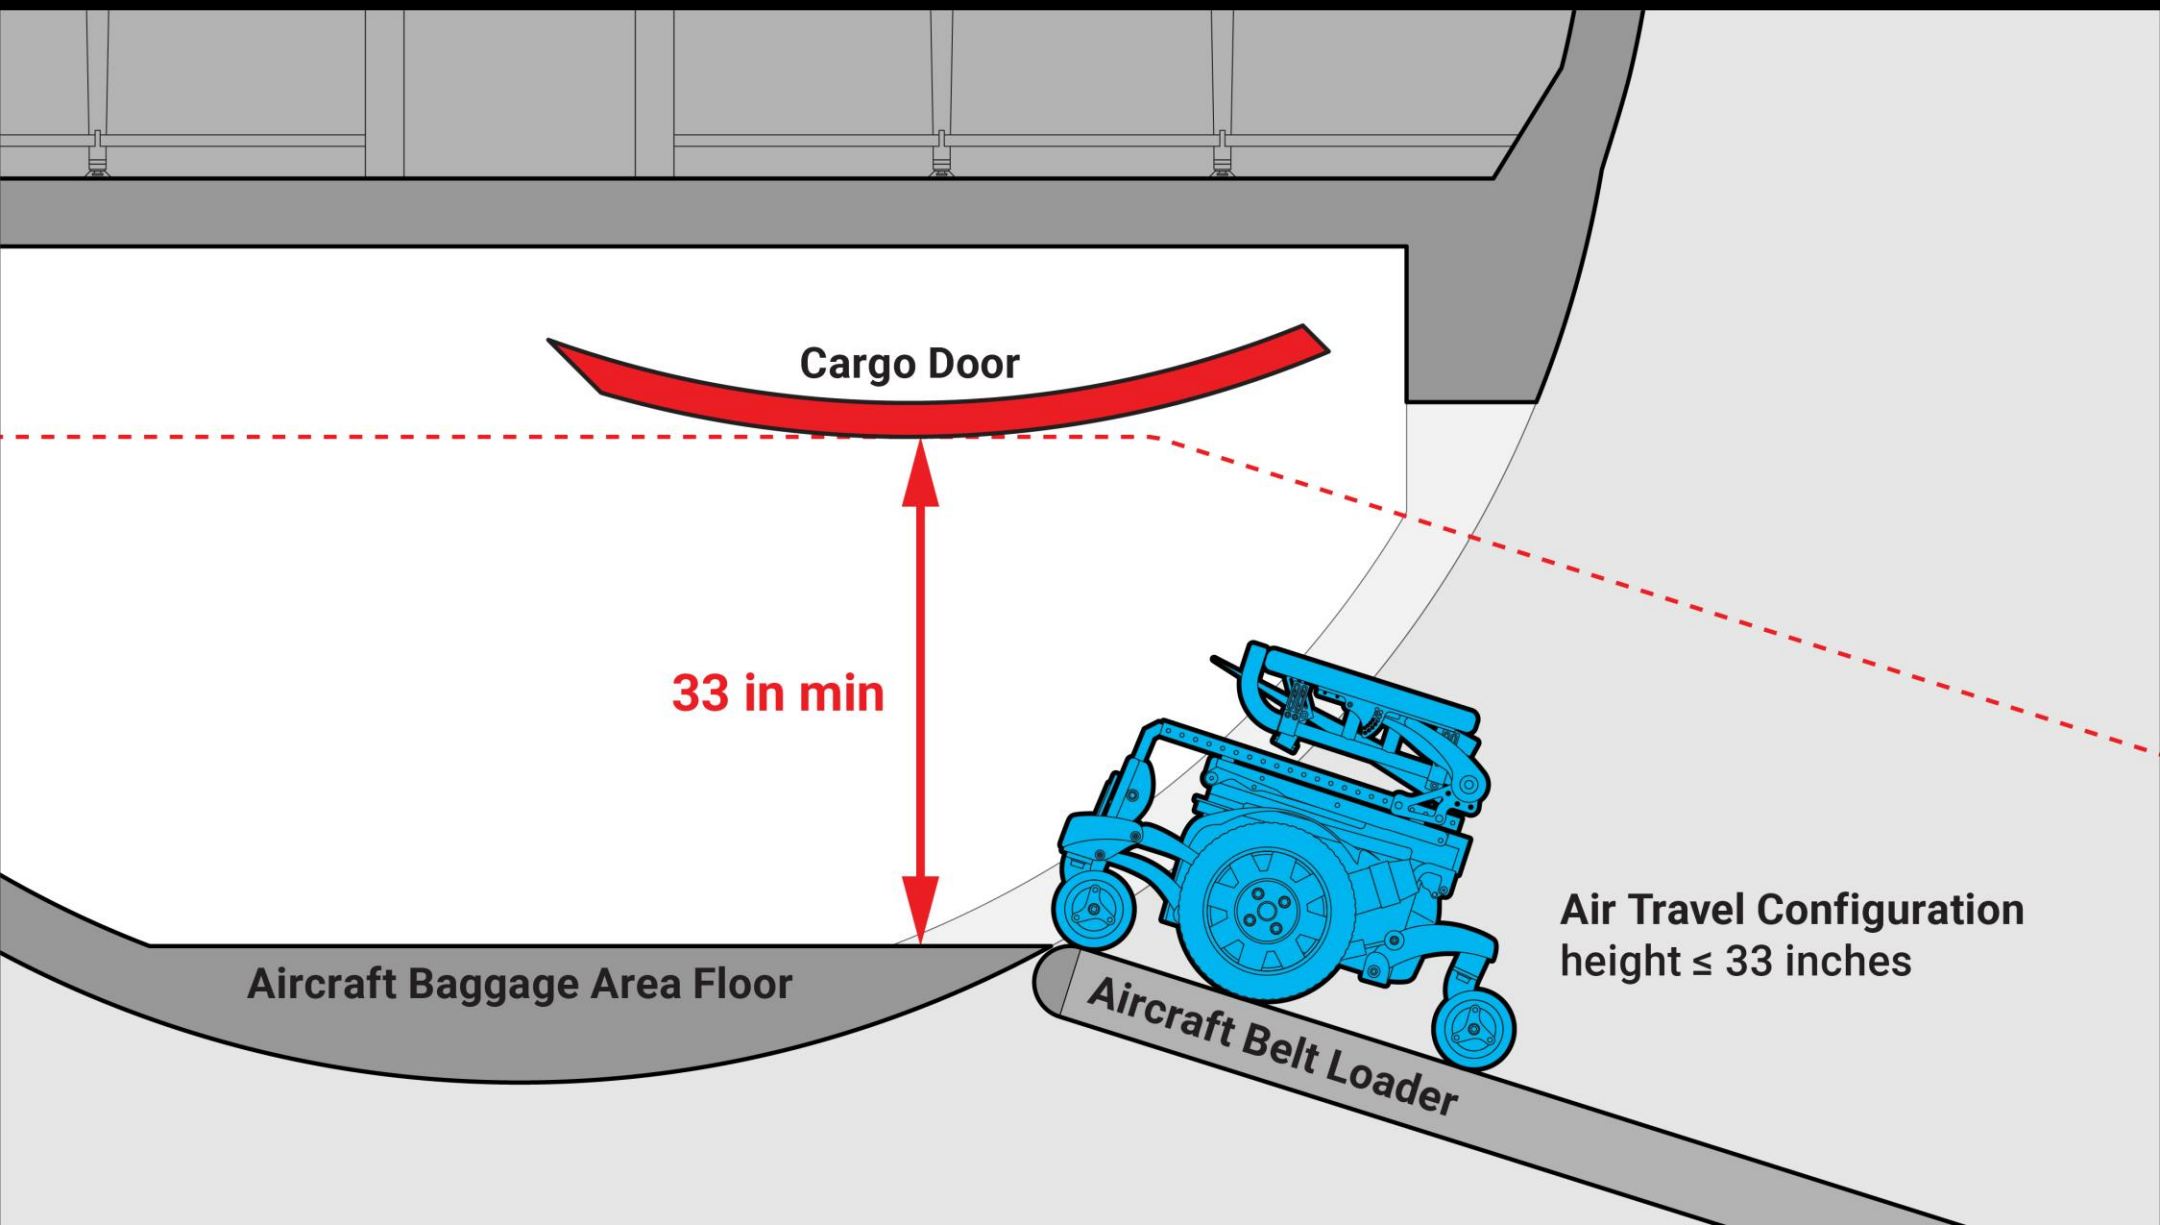 Cargo Door
33 in min
Air Travel Configuration
height ≤ 33 inches
Aircraft Baggage Area Floor
Aircraft Belt Loader